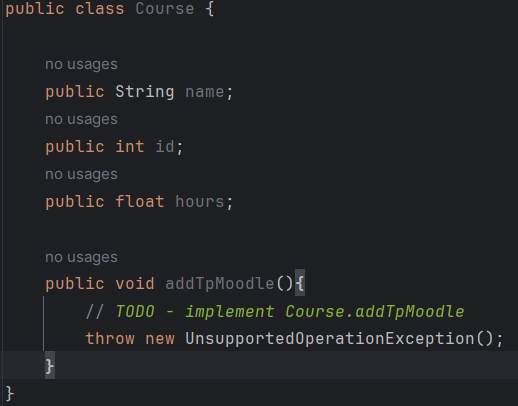 public class Course {
no usages
public String name;
no usages
public int id;
no usages
public float hours;
no usages
public void addTpMoodle(){
// TODO - implement Course.addTpMoodle
throw new UnsupportedOperationException();
}
}